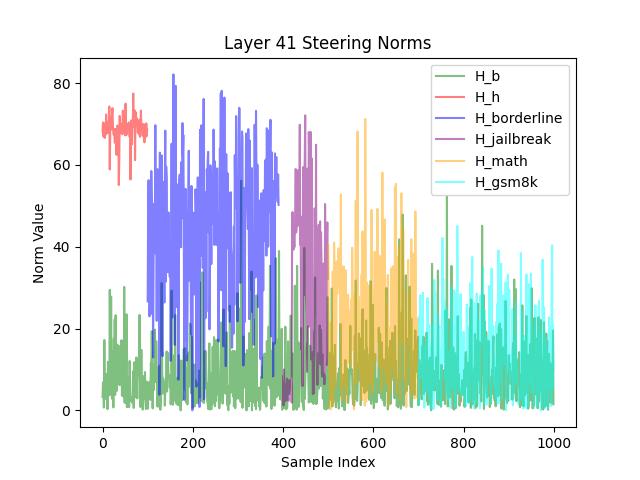 Layer 41 Steering Norms
H_b
H_h
H_borderline
H_jailbreak
H_math
H_gsm8k
Norm Value
80
60
40
20
0
0 200 400 600 800 1000
Sample Index